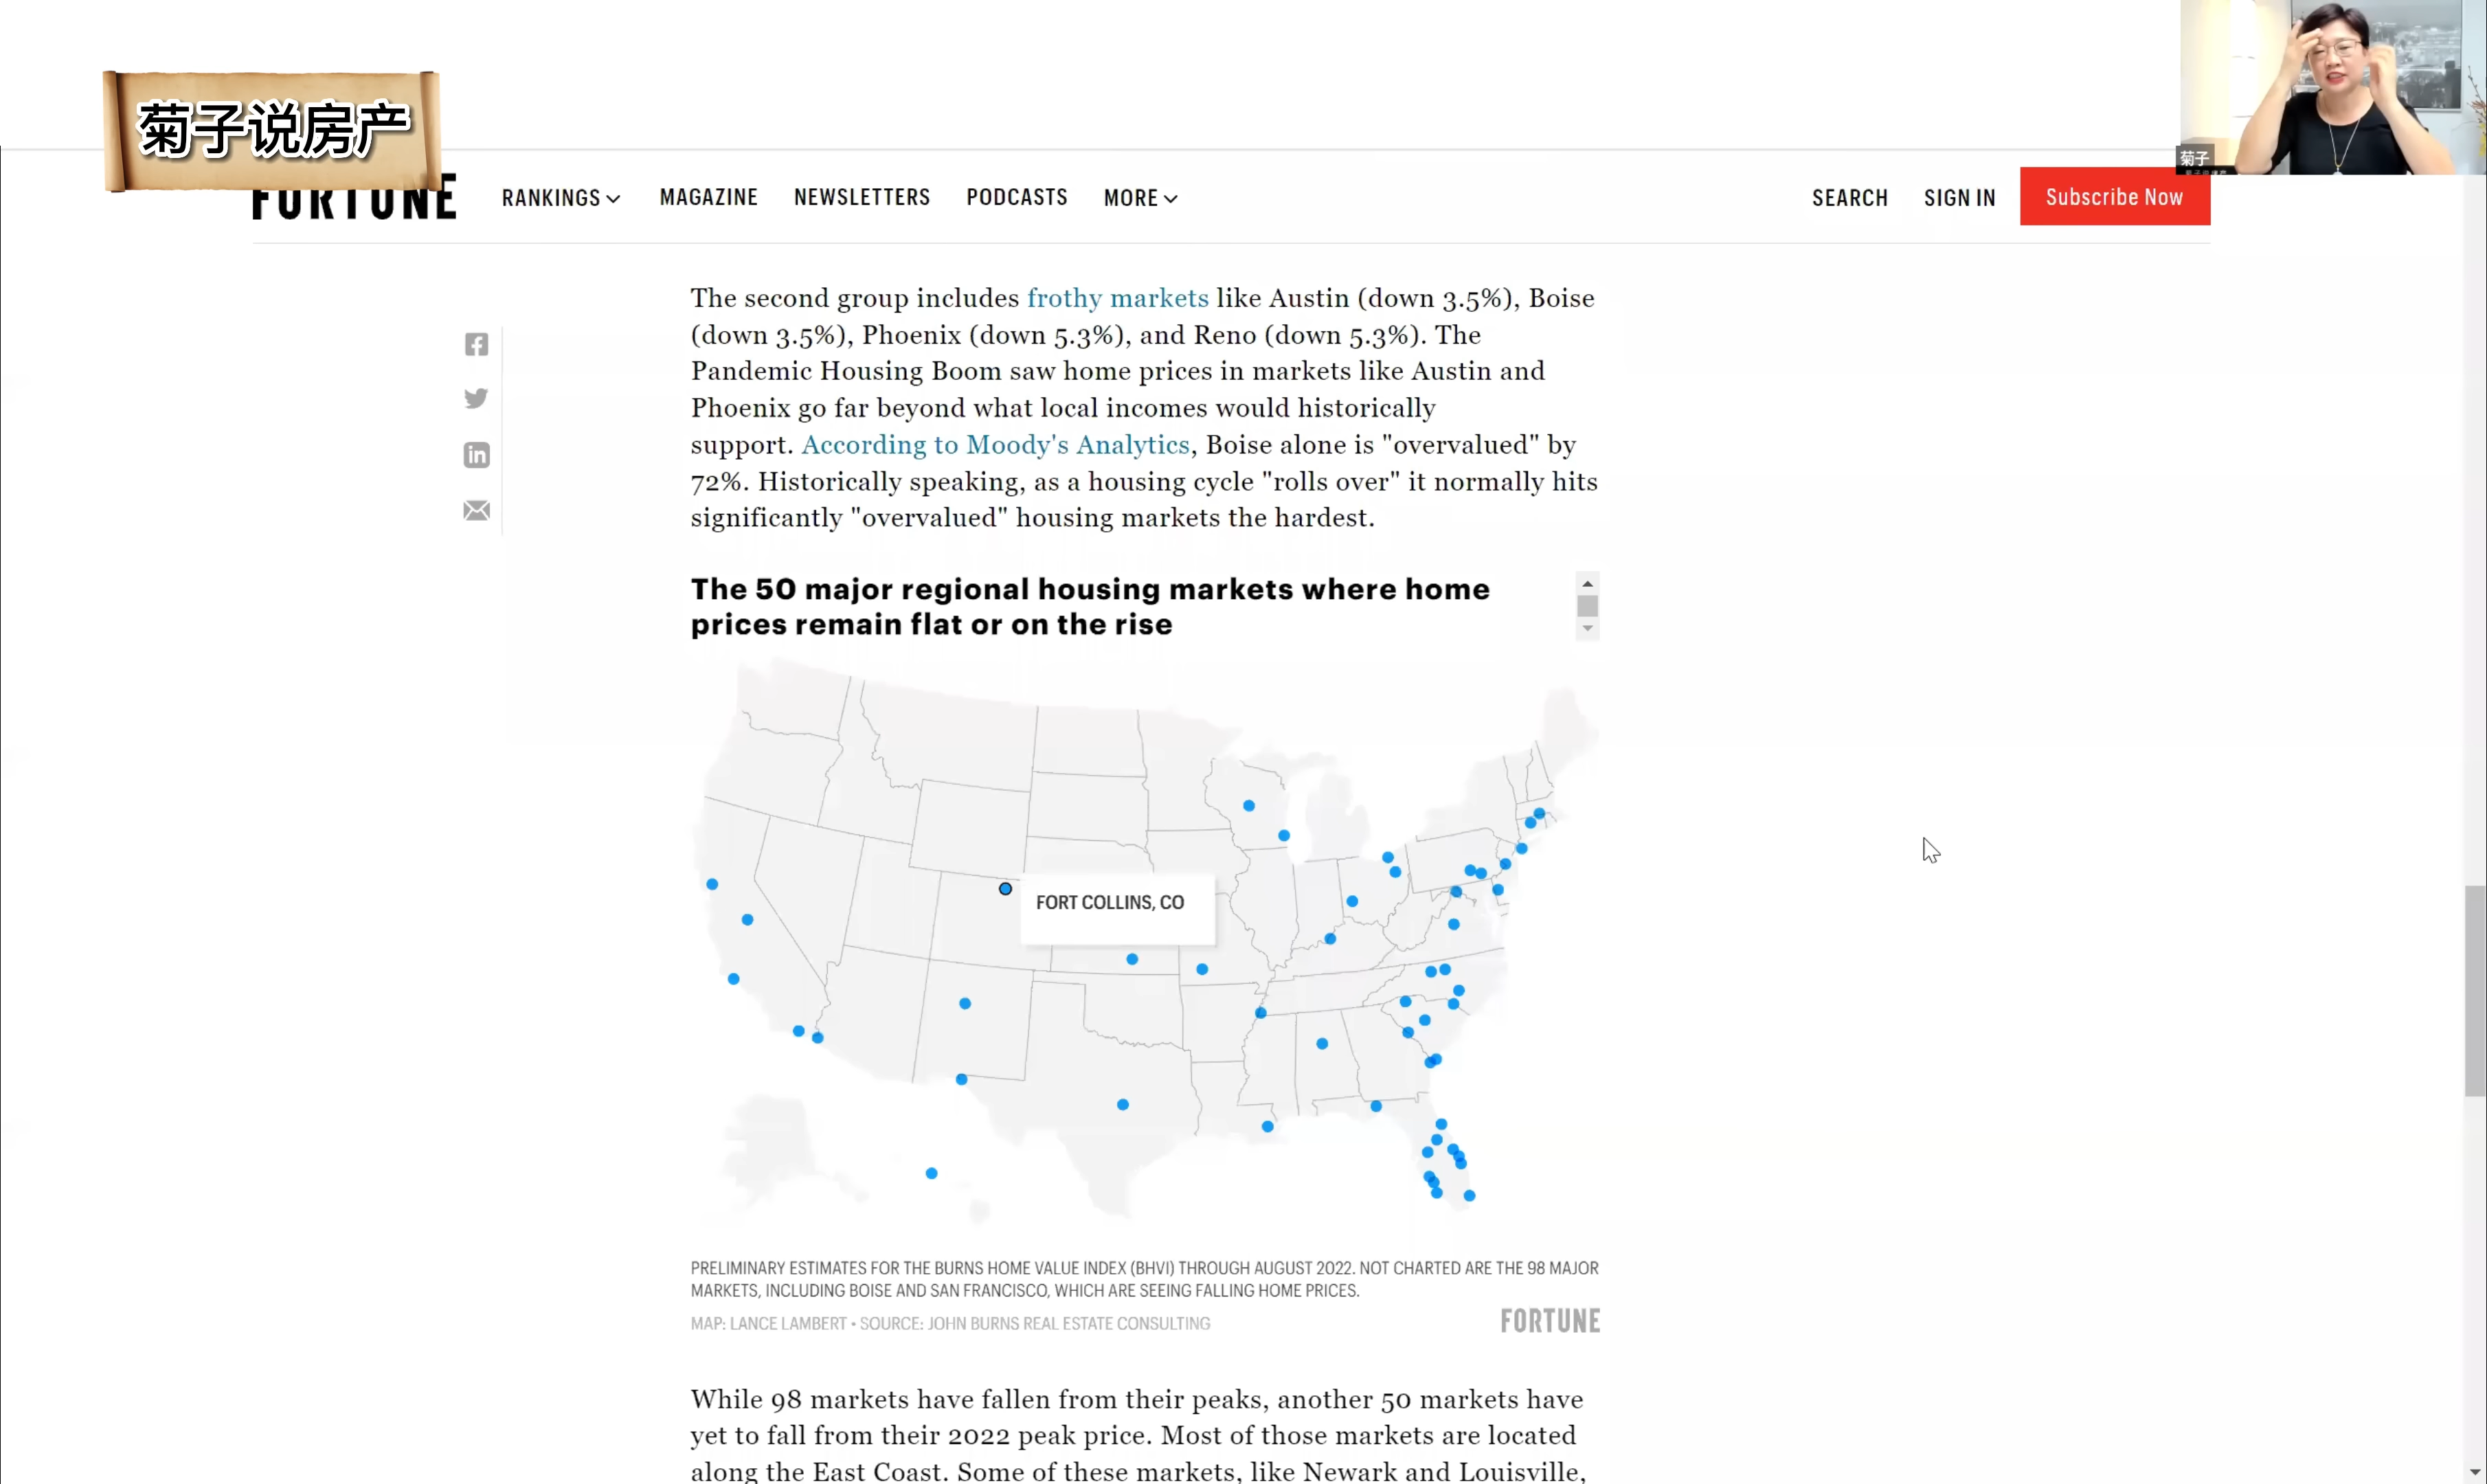 菊子说房产
菊子
FORTUNE
RANKINGS
MAGAZINE
NEWSLETTERS
PODCASTS
MORE
SEARCH
SIGN IN
Subscribe Now
The second group includes frothy markets like Austin (down 3.5%), Boise
(down 3.5%), Phoenix (down 5.3%), and Reno (down 5.3%). The
Pandemic Housing Boom saw home prices in markets like Austin and
Phoenix go far beyond what local incomes would historically
support. According to Moody's Analytics, Boise alone is "overvalued" by
72%. Historically speaking, as a housing cycle "rolls over" it normally hits
significantly "overvalued" housing markets the hardest.
The 50 major regional housing markets where home
prices remain flat or on the rise
FORT COLLINS, CO
PRELIMINARY ESTIMATES FOR THE BURNS HOME VALUE INDEX (BHVI) THROUGH AUGUST 2022. NOT CHARTED ARE THE 98 MAJOR
MARKETS, INCLUDING BOISE AND SAN FRANCISCO, WHICH ARE SEEING FALLING HOME PRICES.
MAP: LANCE LAMBERT • SOURCE: JOHN BURNS REAL ESTATE CONSULTING
FORTUNE
While 98 markets have fallen from their peaks, another 50 markets have
yet to fall from their 2022 peak price. Most of those markets are located
along the East Coast. Some of these markets, like Newark and Louisville,